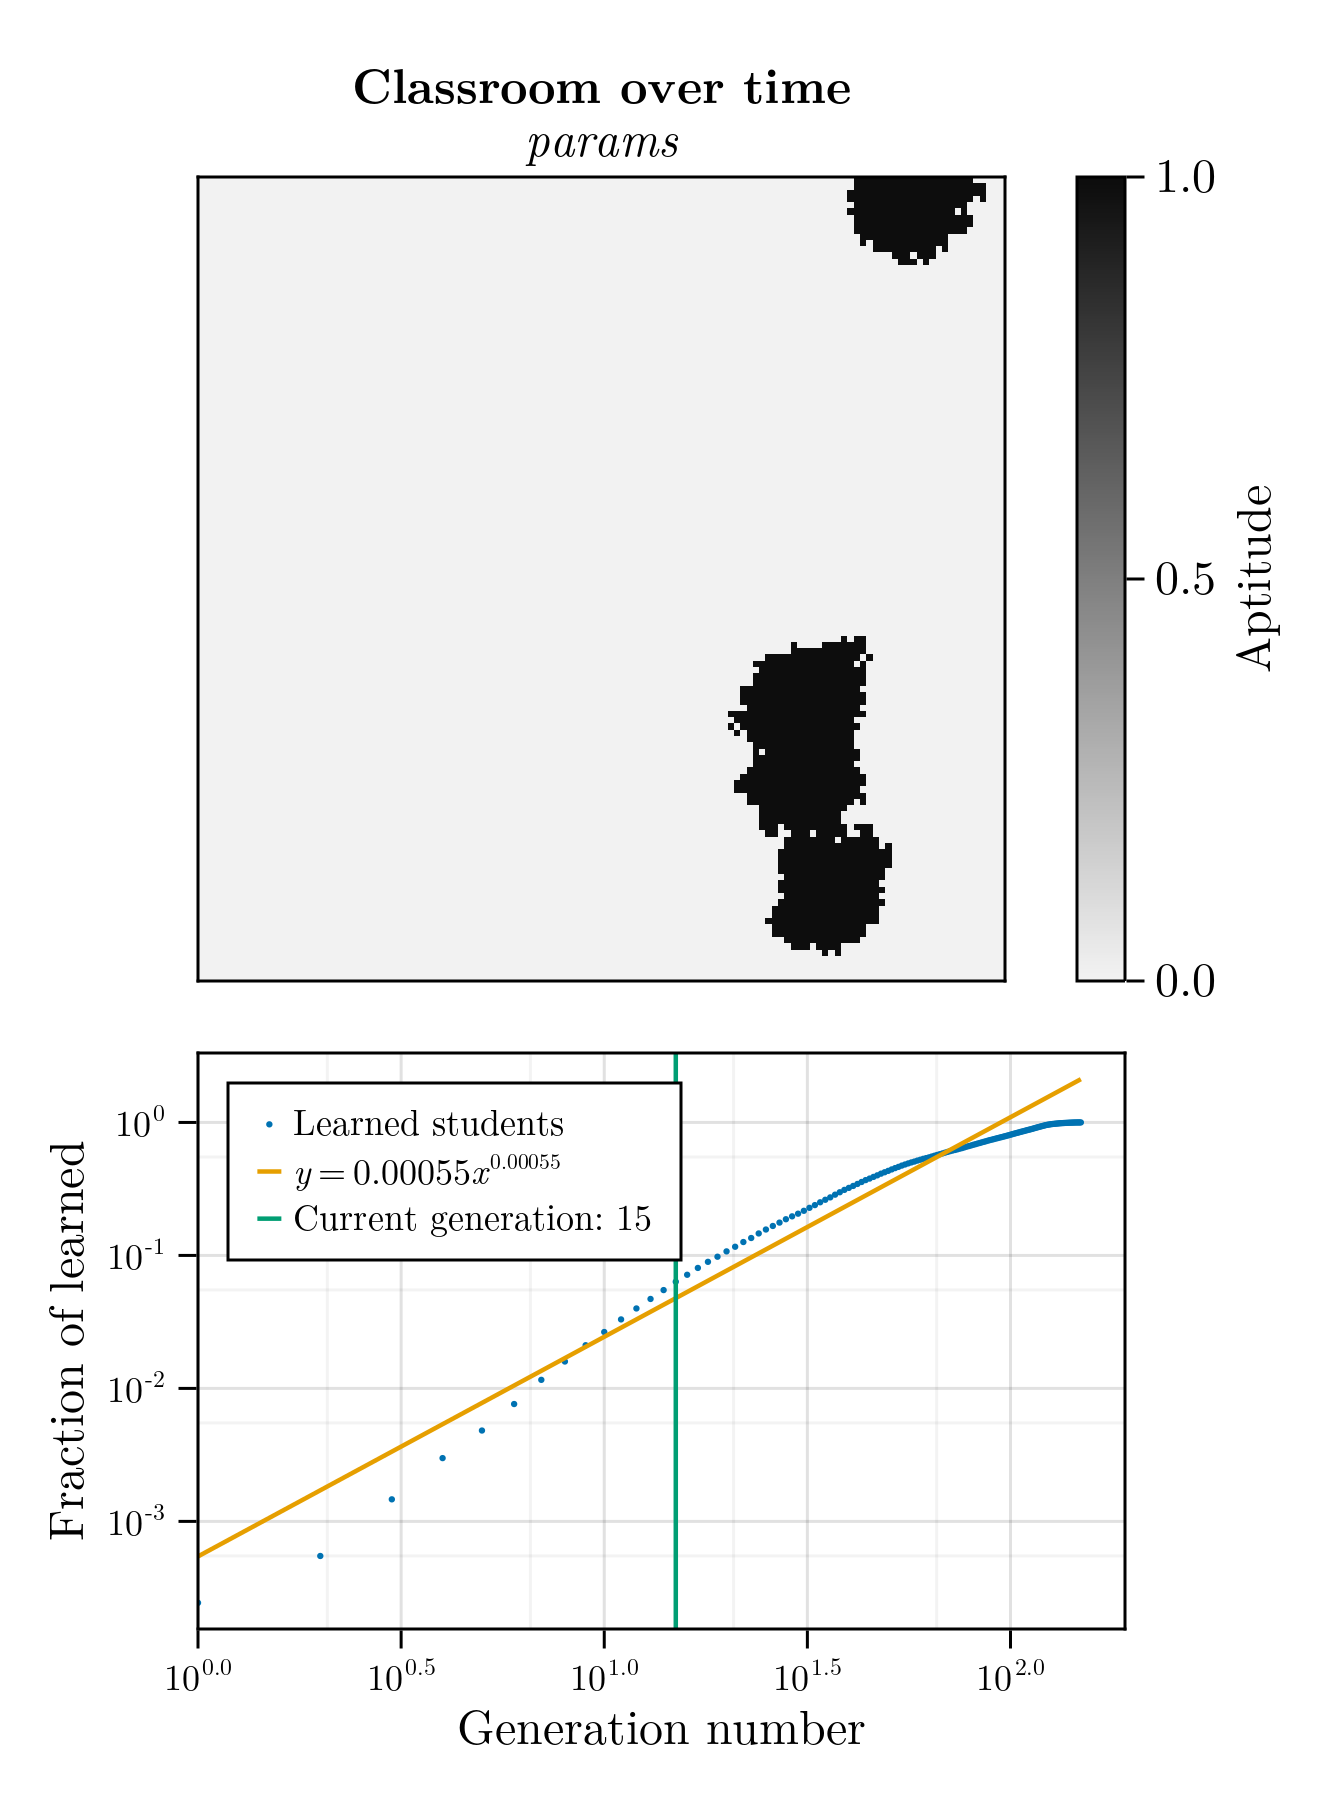 Classroom over time
params
1.0
0.5
0.0
Aptitude
Learned students
y = 0.00055x^0.00055
Current generation: 15
10^0
10^-1
10^-2
10^-3
Fraction of learned
10^0.0 10^0.5 10^1.0 10^1.5 10^2.0
Generation number